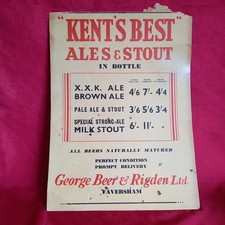 "KENT'S BEST"
ALES & STOUT
IN BOTTLE
X.X.K. ALE
BROWN ALE 4/6 7/- 4/4
PALE ALE & STOUT 3/6 5/6 3/4
SPECIAL STRONG ALE
MILK STOUT 6/- 11/-
ALL BEERS NATURALLY MATURED
PERFECT CONDITION
PROMPT DELIVERY
George Beer & Rigden Ltd.
FAVERSHAM